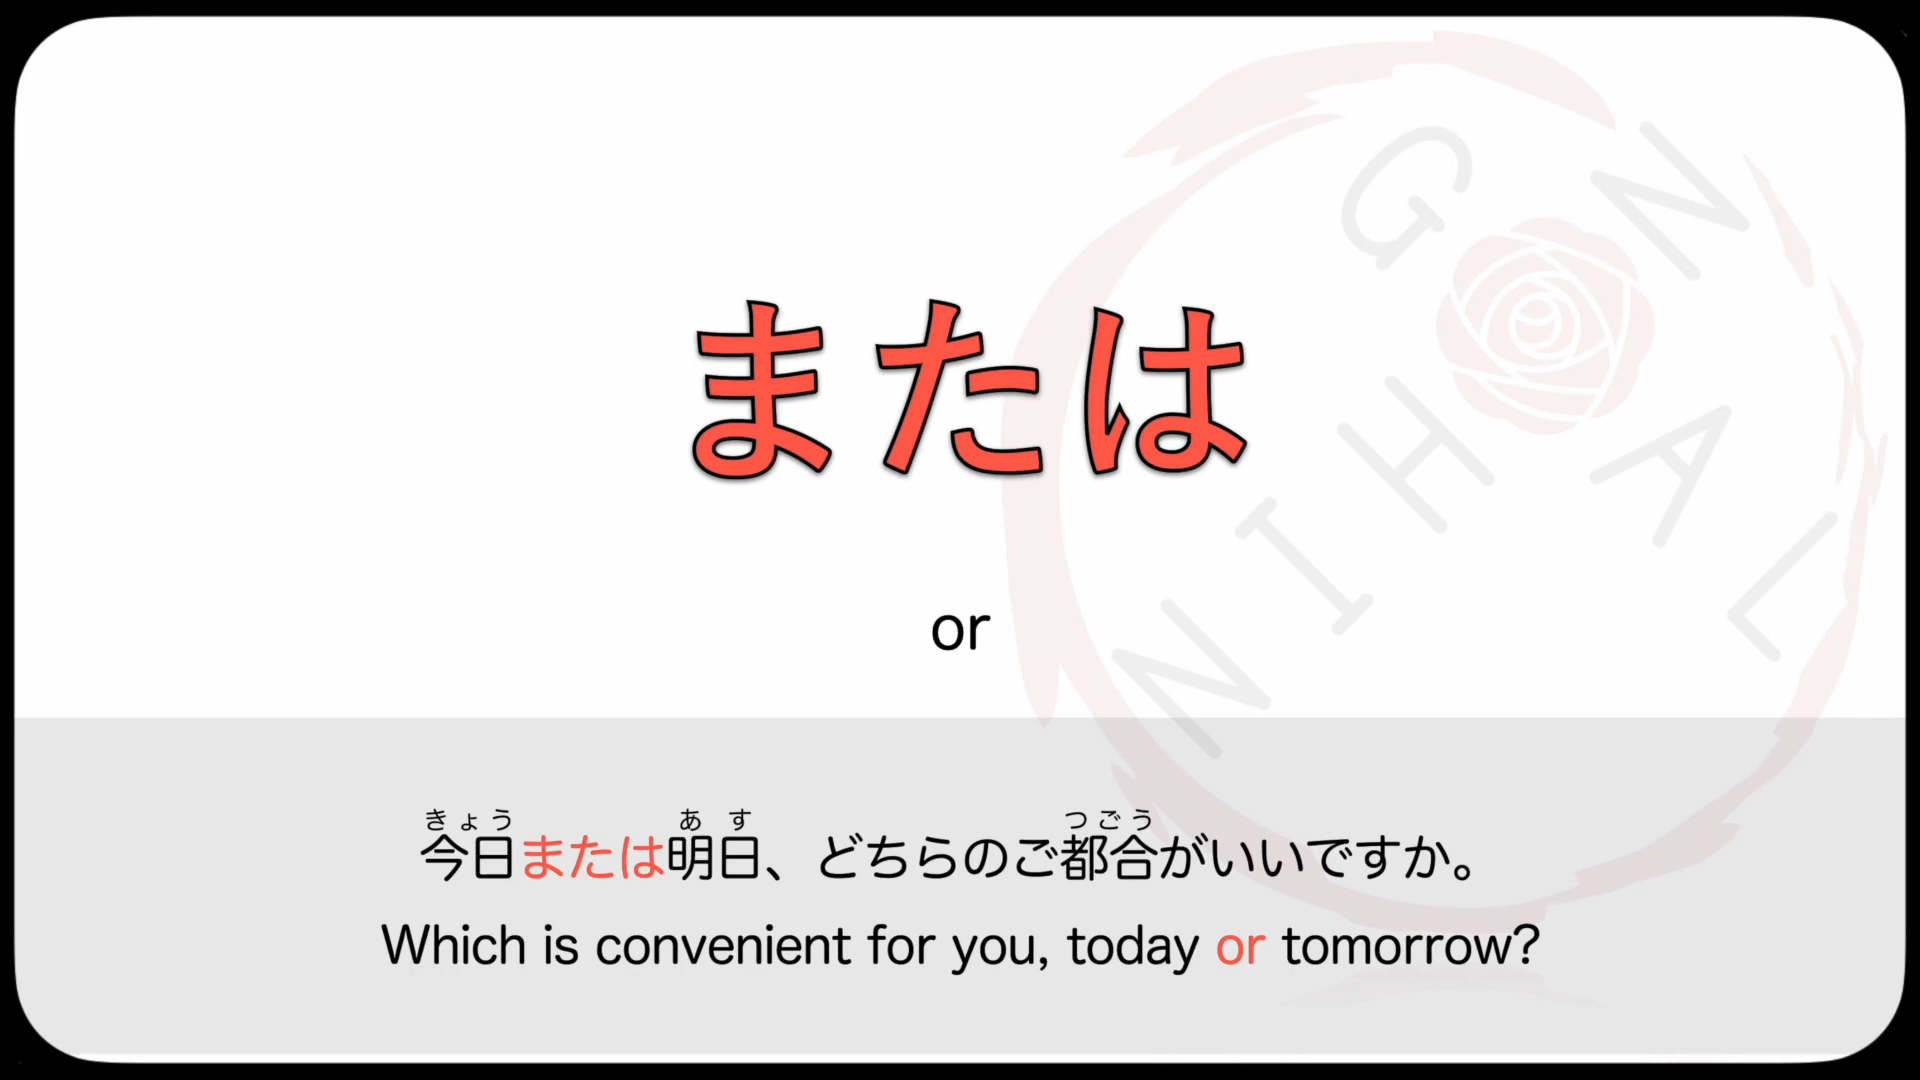 または
or
きょう あす つごう
今日または明日、どちらのご都合がいいですか。
Which is convenient for you, today or tomorrow?
NIHON
GAL